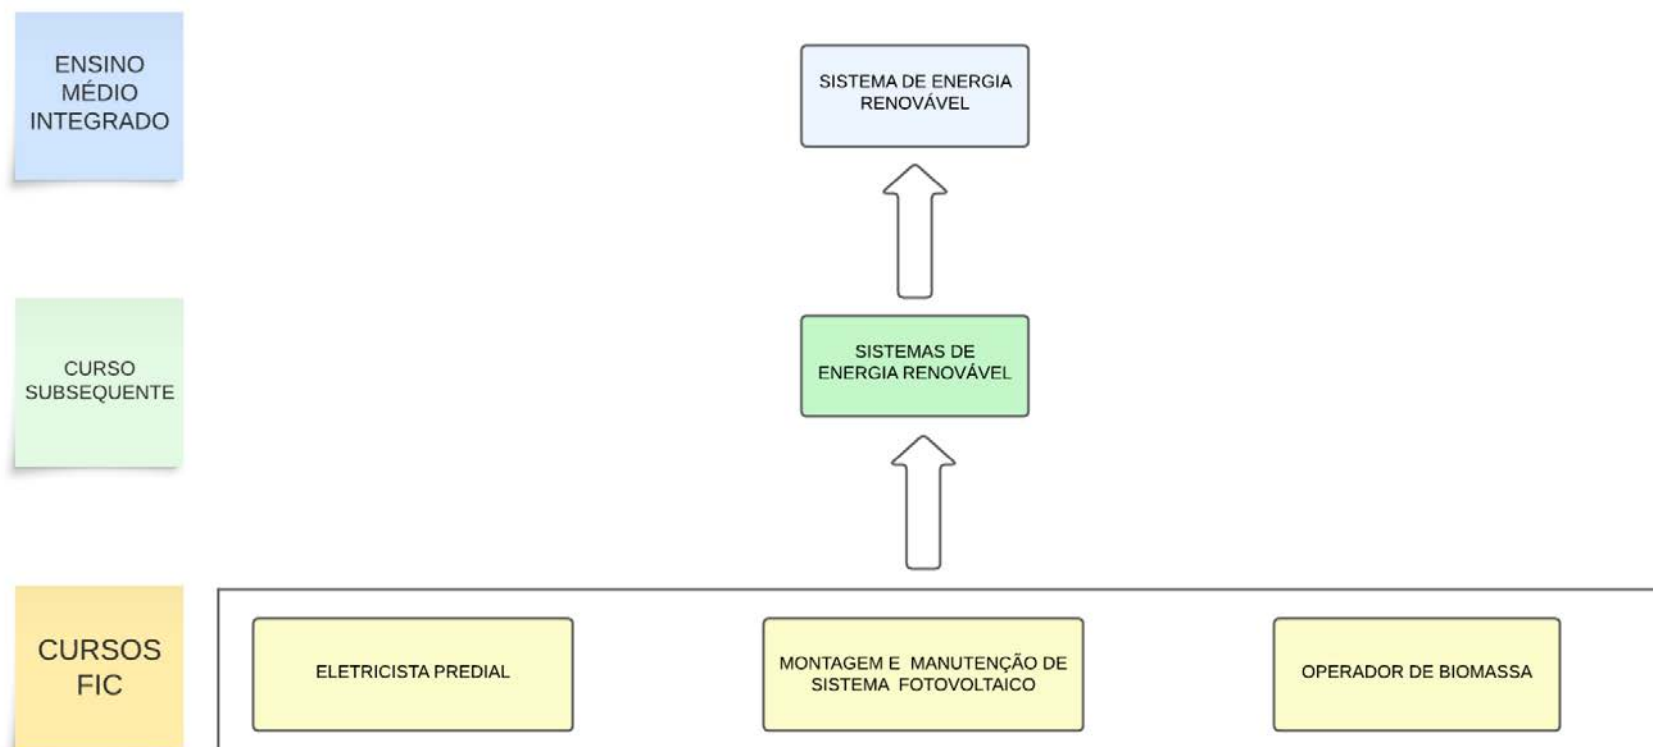 ENSINO
MÉDIO
INTEGRADO
SISTEMA DE ENERGIA
RENOVÁVEL
CURSO
SUBSEQUENTE
SISTEMAS DE
ENERGIA RENOVÁVEL
CURSOS
FIC
ELETRICISTA PREDIAL
MONTAGEM E MANUTENÇÃO DE
SISTEMA FOTOVOLTAICO
OPERADOR DE BIOMASSA